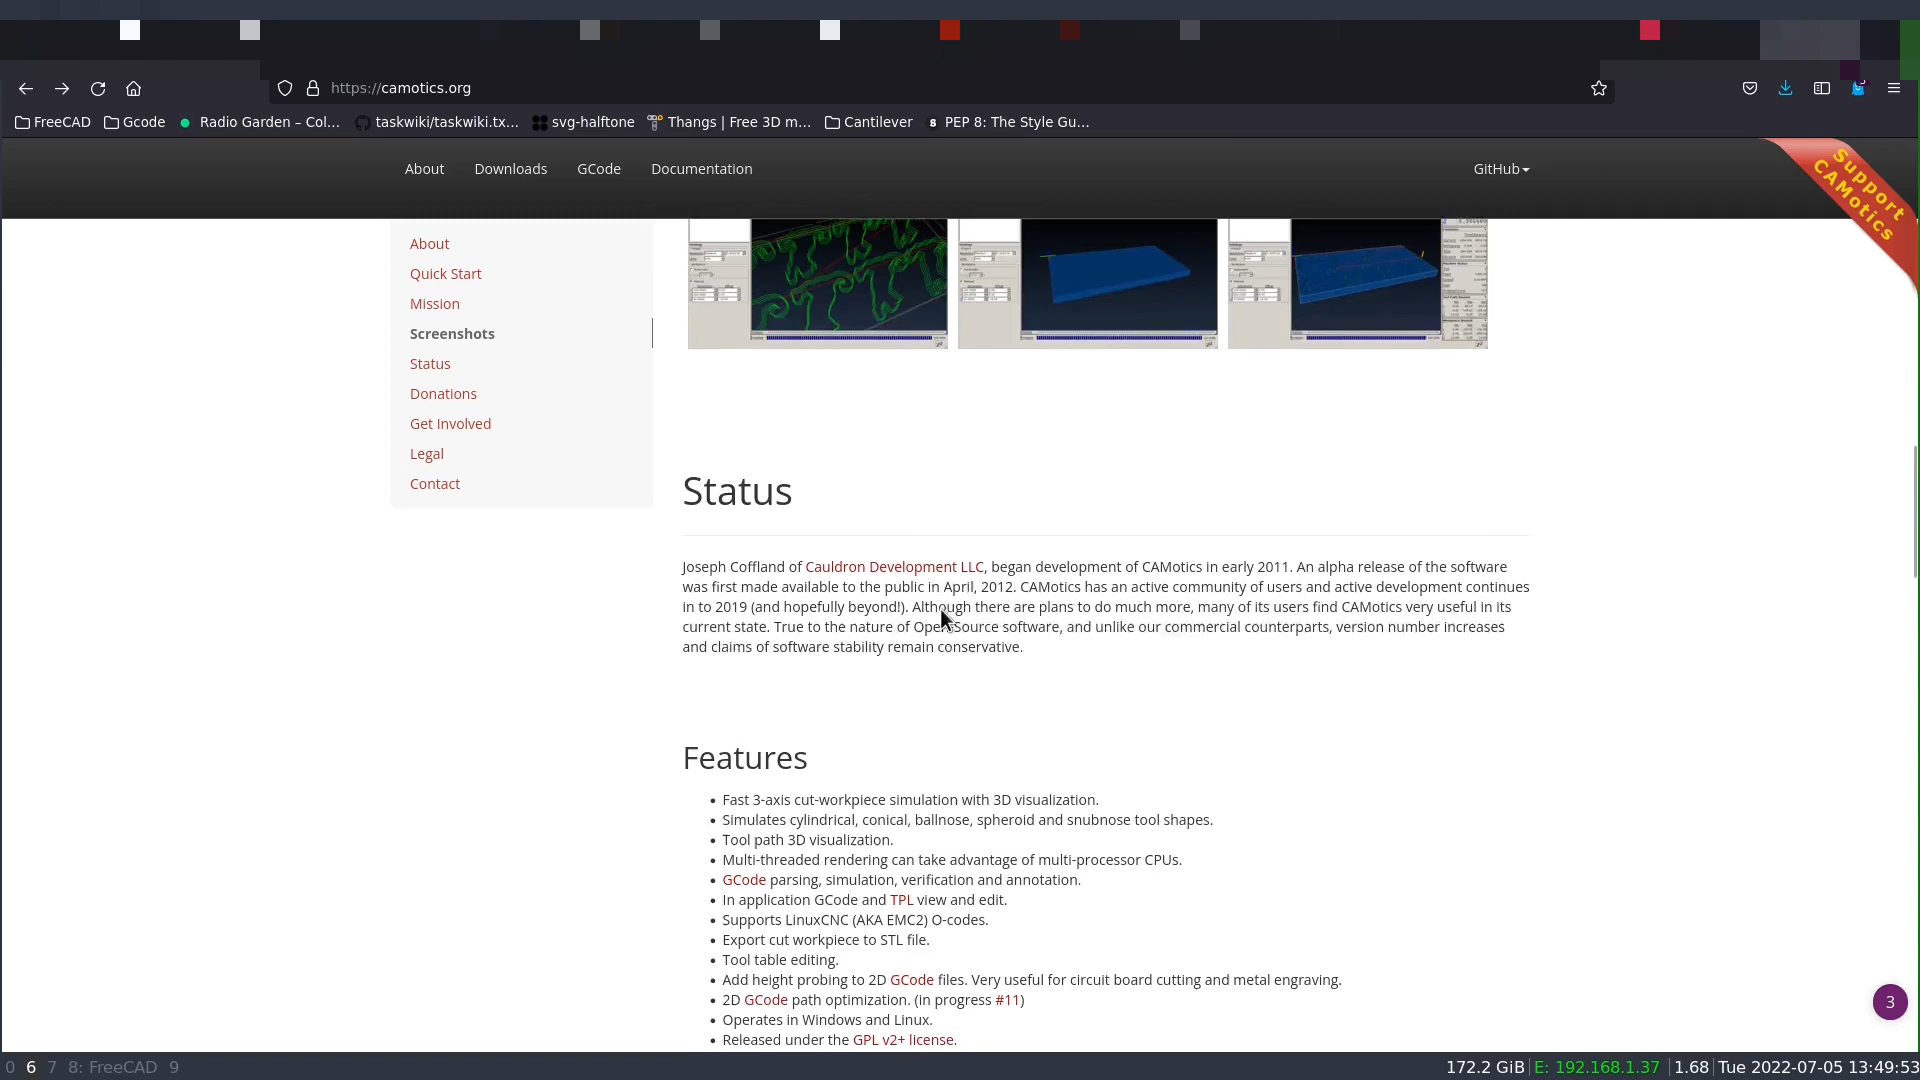 https://camotics.org
FreeCAD Gcode Radio Garden – Col... taskwiki/taskwiki.tx... svg-halftone Thangs | Free 3D m... Cantilever PEP 8: The Style Gu...
About Downloads GCode Documentation GitHub
Support
CAMotics
About
Quick Start
Mission
Screenshots
Status
Donations
Get Involved
Legal
Contact
Status
Joseph Coffland of Cauldron Development LLC, began development of CAMotics in early 2011. An alpha release of the software
was first made available to the public in April, 2012. CAMotics has an active community of users and active development continues
in to 2019 (and hopefully beyond!). Although there are plans to do much more, many of its users find CAMotics very useful in its
current state. True to the nature of Open-Source software, and unlike our commercial counterparts, version number increases
and claims of software stability remain conservative.
Features
• Fast 3-axis cut-workpiece simulation with 3D visualization.
• Simulates cylindrical, conical, ballnose, spheroid and snubnose tool shapes.
• Tool path 3D visualization.
• Multi-threaded rendering can take advantage of multi-processor CPUs.
• GCode parsing, simulation, verification and annotation.
• In application GCode and TPL view and edit.
• Supports LinuxCNC (AKA EMC2) O-codes.
• Export cut workpiece to STL file.
• Tool table editing.
• Add height probing to 2D GCode files. Very useful for circuit board cutting and metal engraving.
• 2D GCode path optimization. (in progress #11)
• Operates in Windows and Linux.
• Released under the GPL v2+ license.
3
0 6 7 8: FreeCAD 9 172.2 GiB E: 192.168.1.37 1.68 Tue 2022-07-05 13:49:53